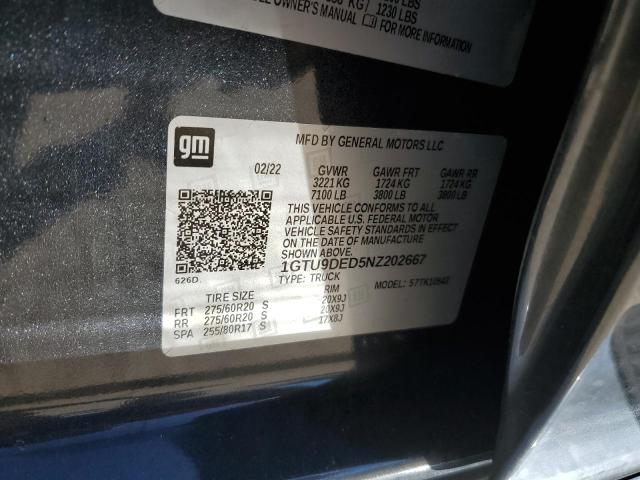 KG / 1230 LBS
OWNER'S MANUAL FOR MORE INFORMATION
gm
MFD BY GENERAL MOTORS LLC
02/22 GVWR GAWR FRT GAWR RR
3221 KG 1724 KG 1724 KG
7100 LB 3800 LB 3800 LB
THIS VEHICLE CONFORMS TO ALL
APPLICABLE U.S. FEDERAL MOTOR
VEHICLE SAFETY STANDARDS IN EFFECT
ON THE DATE OF MANUFACTURE
SHOWN ABOVE.
1GTU9DED5NZ202667
626D
TYPE: TRUCK MODEL:
TIRE SIZE RIM
FRT 275/60R20 S 20X9J
RR 275/60R20 S 20X9J
SPA 255/80R17 S 17X8J